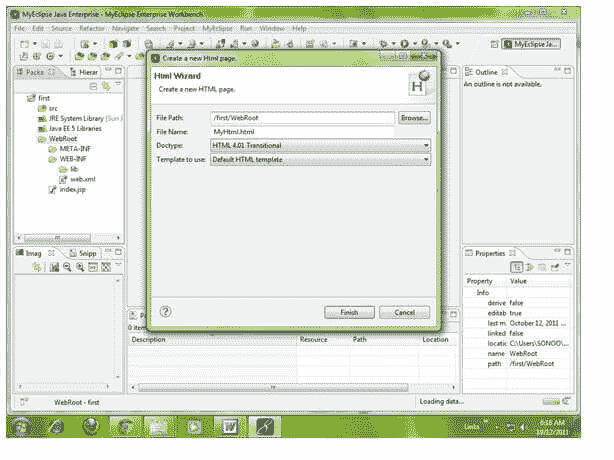 MyEclipse Java Enterprise - MyEclipse Enterprise Workbench
File Edit Source Refactor Navigate Search Project MyEclipse Run Window Help
MyEclipse Ja...
Packa
Hierar
first
src
JRE System Library [Sun J
Java EE 5 Libraries
WebRoot
META-INF
WEB-INF
lib
web.xml
index.jsp
Create a new Html page.
Html Wizard
Create a new HTML page.
File Path: /first/WebRoot Browse...
File Name: MyHtml.html
Doctype: HTML 4.01 Transitional
Template to use: Default HTML template
Finish Cancel
Outline
An outline is not available.
Imag
Snipp
0 item
Description Resource Path Location
Properties
Property Value
Info
derive false
editab true
last m October 12, 2011 ...
linked false
locatic C:\Users\SONOO\...
name WebRoot
path /first/WebRoot
WebRoot - first
Loading data...
Links
6:16 AM
10/12/2011